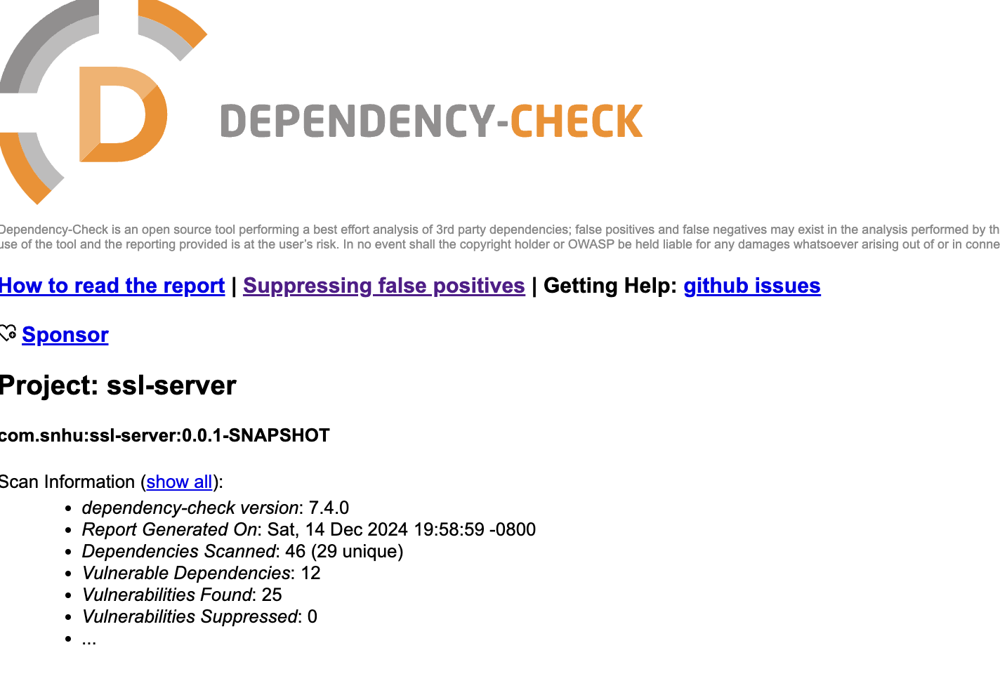 DEPENDENCY-CHECK
Dependency-Check is an open source tool performing a best effort analysis of 3rd party dependencies; false positives and false negatives may exist in the analysis performed by th
use of the tool and the reporting provided is at the user’s risk. In no event shall the copyright holder or OWASP be held liable for any damages whatsoever arising out of or in conne
How to read the report | Suppressing false positives | Getting Help: github issues
Sponsor
Project: ssl-server
com.snhu:ssl-server:0.0.1-SNAPSHOT
Scan Information (show all):
• dependency-check version: 7.4.0
• Report Generated On: Sat, 14 Dec 2024 19:58:59 -0800
• Dependencies Scanned: 46 (29 unique)
• Vulnerable Dependencies: 12
• Vulnerabilities Found: 25
• Vulnerabilities Suppressed: 0
• ...